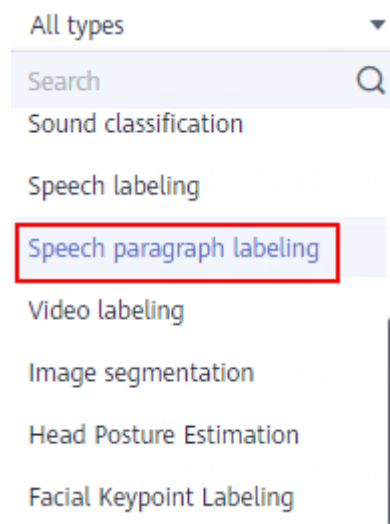 All types
Search
Sound classification
Speech labeling
Speech paragraph labeling
Video labeling
Image segmentation
Head Posture Estimation
Facial Keypoint Labeling